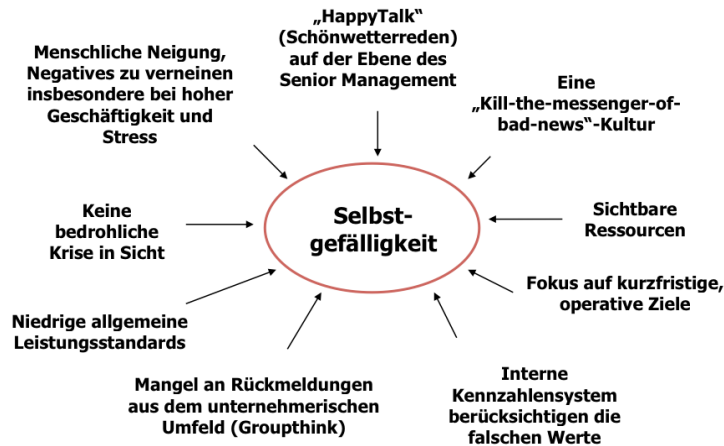 „HappyTalk“
(Schönwetterreden)
auf der Ebene des
Senior Management
Menschliche Neigung,
Negatives zu verneinen
insbesondere bei hoher
Geschäftigkeit und
Stress
Eine
„Kill-the-messenger-of-
bad-news“-Kultur
Keine
bedrohliche
Krise in Sicht
Selbst-
gefälligkeit
Sichtbare
Ressourcen
Niedrige allgemeine
Leistungsstandards
Fokus auf kurzfristige,
operative Ziele
Mangel an Rückmeldungen
aus dem unternehmerischen
Umfeld (Groupthink)
Interne
Kennzahlensystem
berücksichtigen die
falschen Werte